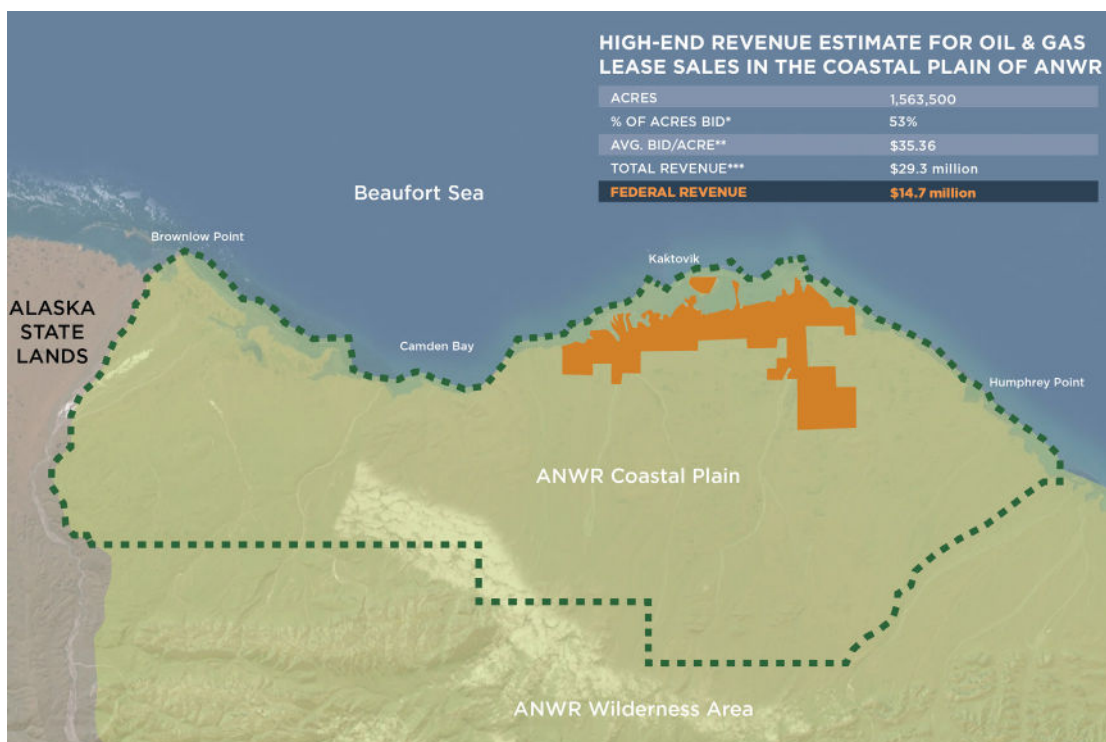 HIGH-END REVENUE ESTIMATE FOR OIL & GAS
LEASE SALES IN THE COASTAL PLAIN OF ANWR
ACRES 1,563,500
% OF ACRES BID* 53%
AVG. BID/ACRE** $35.36
TOTAL REVENUE*** $29.3 million
FEDERAL REVENUE $14.7 million
Beaufort Sea
Brownlow Point
Kaktovik
ALASKA
STATE
LANDS
Camden Bay
Humphrey Point
ANWR Coastal Plain
ANWR Wilderness Area